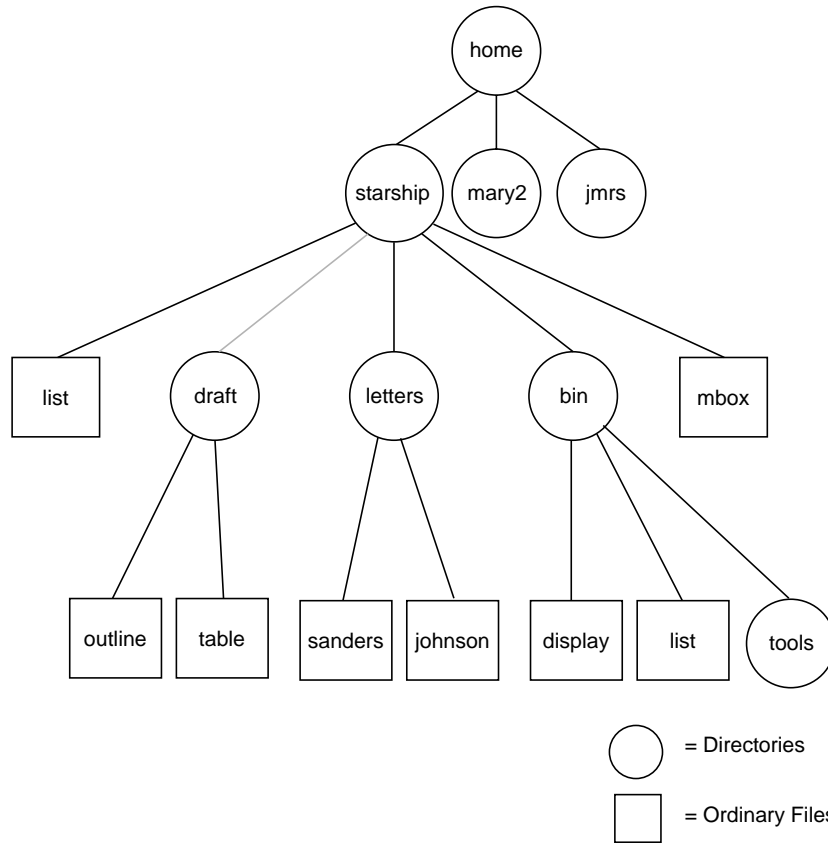 home
starship mary2 jmrs
list draft letters bin mbox
outline table sanders johnson display list tools
= Directories
= Ordinary Files